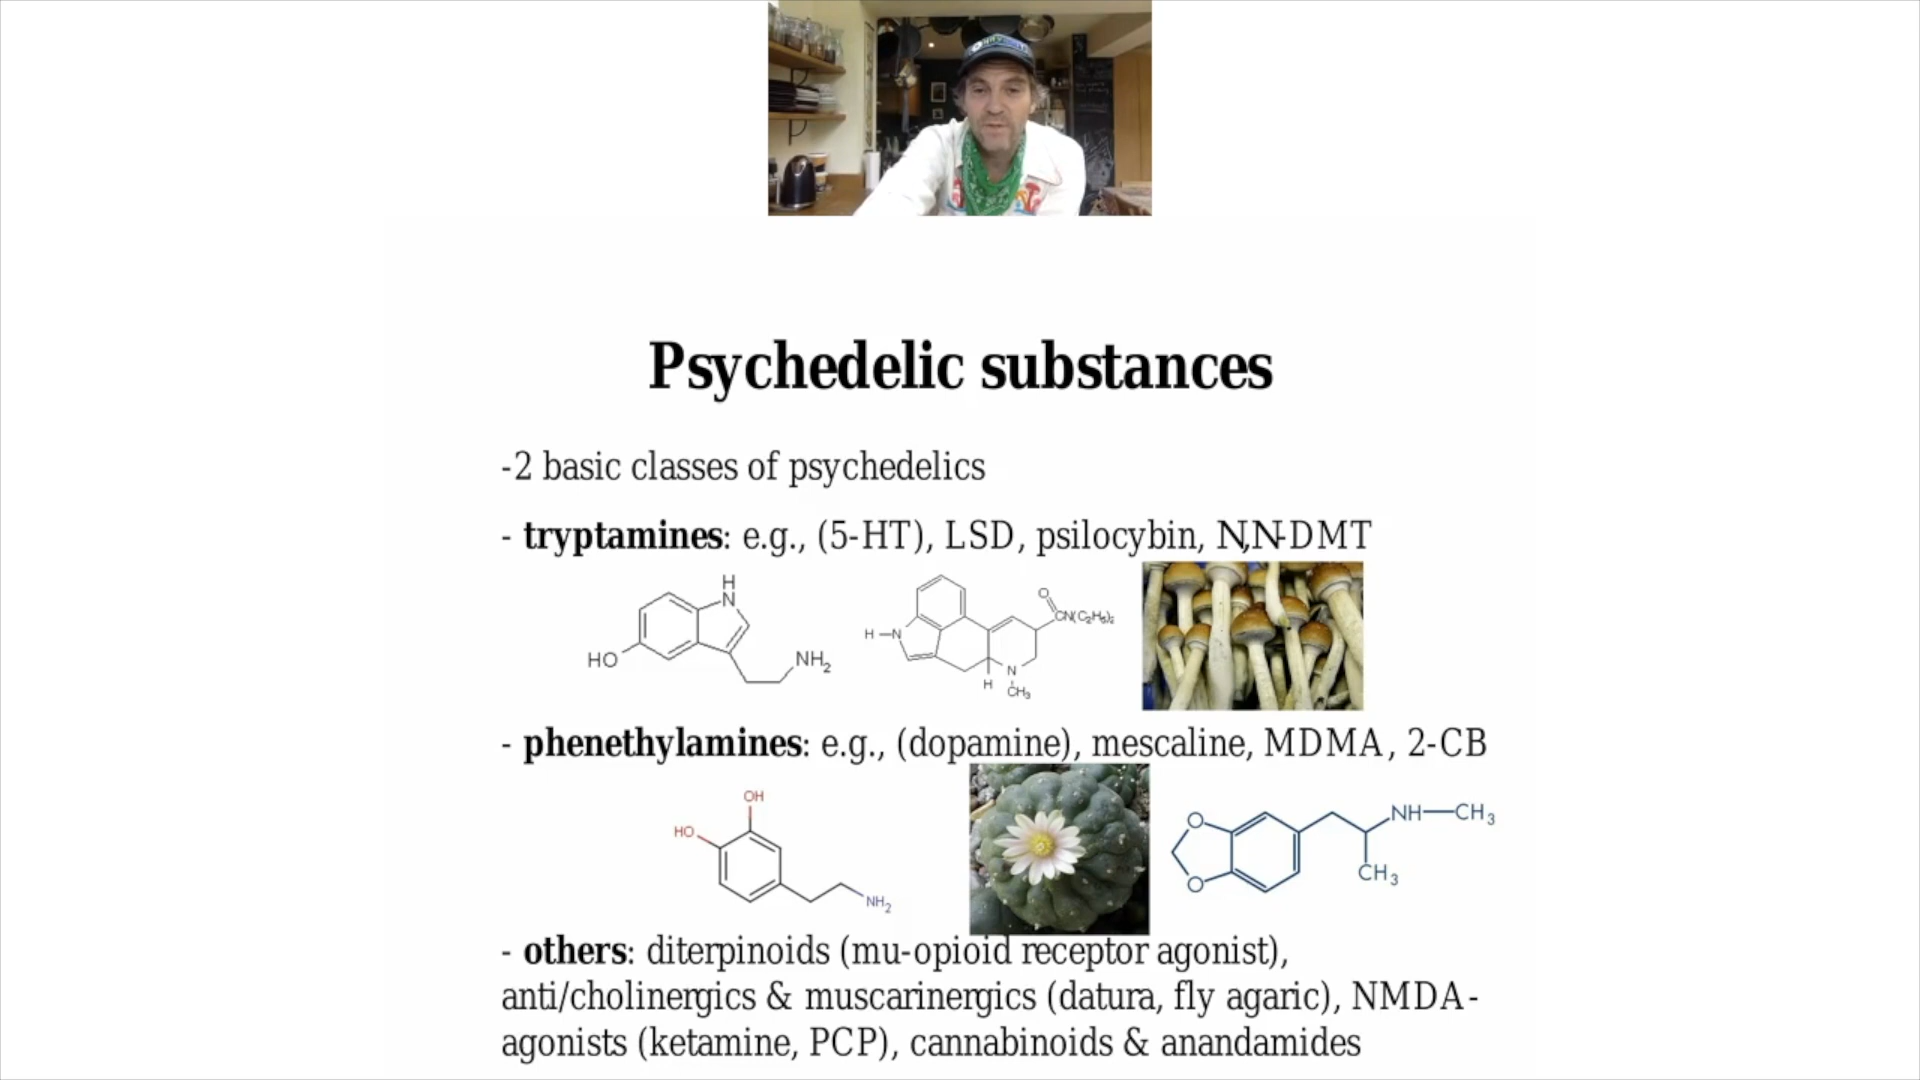 Psychedelic substances
-2 basic classes of psychedelics
- tryptamines: e.g., (5-HT), LSD, psilocybin, N,N-DMT
H
N
HO
NH2
O
CN(C2H5)2
H
N
H
N
CH3
- phenethylamines: e.g., (dopamine), mescaline, MDMA, 2-CB
OH
HO
NH2
O
O
NH
CH3
CH3
- others: diterpinoids (mu-opioid receptor agonist),
anti/cholinergics & muscarinergics (datura, fly agaric), NMDA-
agonists (ketamine, PCP), cannabinoids & anandamides